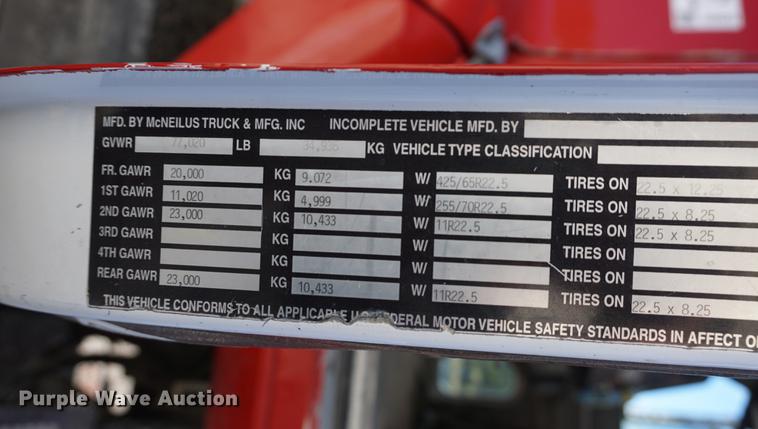 MFD. BY McNEILUS TRUCK & MFG. INC INCOMPLETE VEHICLE MFD. BY
GVWR 77,020 LB 34,936 KG VEHICLE TYPE CLASSIFICATION
FR. GAWR 20,000 KG 9,072 W/ 425/65R22.5 TIRES ON 22.5 x 12.25
1ST GAWR 11,020 KG 4,999 W/ 255/70R22.5 TIRES ON 22.5 x 8.25
2ND GAWR 23,000 KG 10,433 W/ 11R22.5 TIRES ON 22.5 x 8.25
3RD GAWR KG W/ TIRES ON
4TH GAWR KG W/ TIRES ON
REAR GAWR 23,000 KG 10,433 W/ 11R22.5 TIRES ON 22.5 x 8.25
THIS VEHICLE CONFORMS TO ALL APPLICABLE FEDERAL MOTOR VEHICLE SAFETY STANDARDS IN AFFECT
Purple Wave Auction